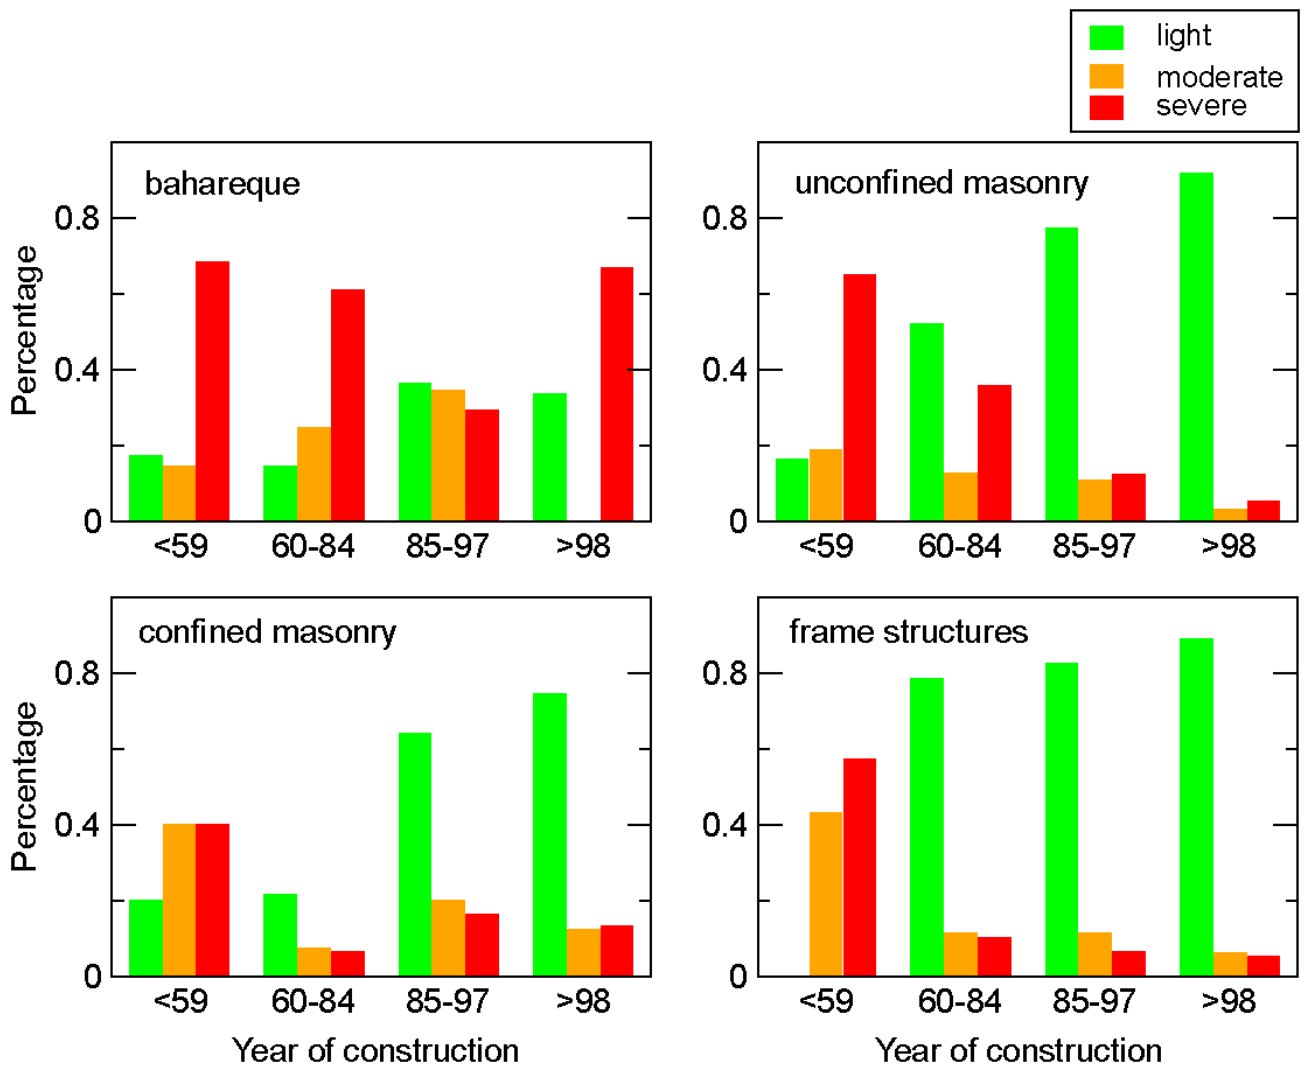 light
moderate
severe
bahareque
unconfined masonry
0.8
0.4
0
Percentage
<59 60-84 85-97 >98
0.8
0.4
0
<59 60-84 85-97 >98
confined masonry
frame structures
0.8
0.4
0
Percentage
<59 60-84 85-97 >98
Year of construction
0.8
0.4
0
<59 60-84 85-97 >98
Year of construction